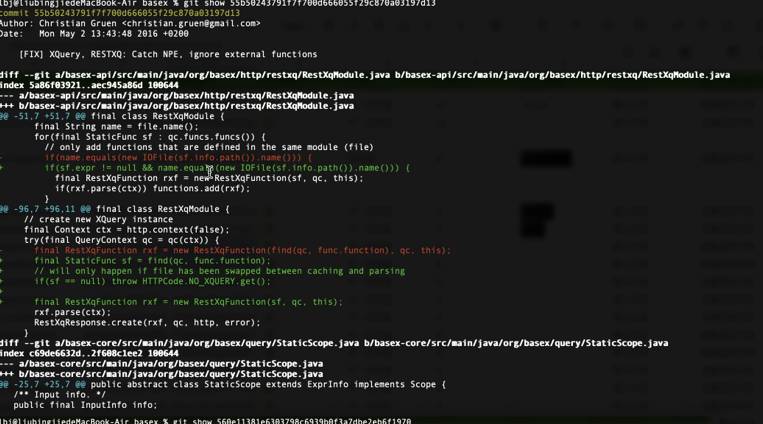 lbj@liubingjiedeMacBook-Air basex % git show 55b50243791f7f700d666055f29c870a03197d13
commit 55b50243791f7f700d666055f29c870a03197d13
Author: Christian Gruen <christian.gruen@gmail.com>
Date:   Mon May 2 13:43:48 2016 +0200
[FIX] XQuery, RESTXQ: Catch NPE, ignore external functions
diff --git a/basex-api/src/main/java/org/basex/http/restxq/RestXqModule.java b/basex-api/src/main/java/org/basex/http/restxq/RestXqModule.java
index 5a86f03921..aec945a86d 100644
--- a/basex-api/src/main/java/org/basex/http/restxq/RestXqModule.java
+++ b/basex-api/src/main/java/org/basex/http/restxq/RestXqModule.java
@@ -51,7 +51,7 @@ final class RestXqModule {
final String name = file.name();
for(final StaticFunc sf : qc.funcs.funcs()) {
// only add functions that are defined in the same module (file)
-       if(name.equals(new IOFile(sf.info.path()).name())) {
+       if(sf.expr != null && name.equals(new IOFile(sf.info.path()).name())) {
final RestXqFunction rxf = new RestXqFunction(sf, qc, this);
if(rxf.parse(ctx)) functions.add(rxf);
}
@@ -96,7 +96,11 @@ final class RestXqModule {
// create new XQuery instance
final Context ctx = http.context(false);
try(final QueryContext qc = qc(ctx)) {
-      final RestXqFunction rxf = new RestXqFunction(find(qc, func.function), qc, this);
+      final StaticFunc sf = find(qc, func.function);
+      // will only happen if file has been swapped between caching and parsing
+      if(sf == null) throw HTTPCode.NO_XQUERY.get();
+
+      final RestXqFunction rxf = new RestXqFunction(sf, qc, this);
rxf.parse(ctx);
RestXqResponse.create(rxf, qc, http, error);
}
diff --git a/basex-core/src/main/java/org/basex/query/StaticScope.java b/basex-core/src/main/java/org/basex/query/StaticScope.java
index c69de6632d..2f608c1ee2 100644
--- a/basex-core/src/main/java/org/basex/query/StaticScope.java
+++ b/basex-core/src/main/java/org/basex/query/StaticScope.java
@@ -25,7 +25,7 @@ public abstract class StaticScope extends ExprInfo implements Scope {
/** Input info. */
public final InputInfo info;
lbj@liubingjiedeMacBook-Air basex % git show 560e11381e6303798c6939b0f3a7dbe2eb6f1970